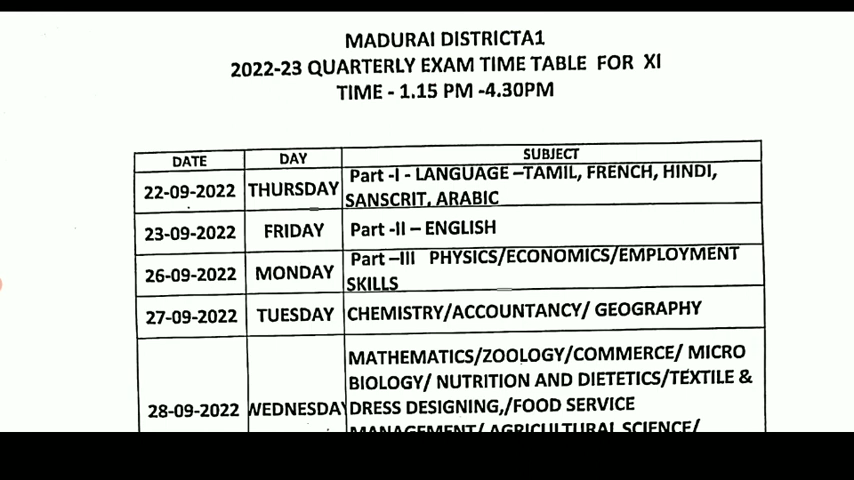 MADURAI DISTRICTA1
2022-23 QUARTERLY EXAM TIME TABLE FOR XI
TIME - 1.15 PM -4.30PM
DATE DAY SUBJECT
22-09-2022 THURSDAY Part -I - LANGUAGE –TAMIL, FRENCH, HINDI,
SANSCRIT, ARABIC
23-09-2022 FRIDAY Part -II – ENGLISH
26-09-2022 MONDAY Part –III PHYSICS/ECONOMICS/EMPLOYMENT
SKILLS
27-09-2022 TUESDAY CHEMISTRY/ACCOUNTANCY/ GEOGRAPHY
MATHEMATICS/ZOOLOGY/COMMERCE/ MICRO
BIOLOGY/ NUTRITION AND DIETETICS/TEXTILE &
28-09-2022 WEDNESDAY DRESS DESIGNING,/FOOD SERVICE
MANAGEMENT/ AGRICULTURAL SCIENCE/